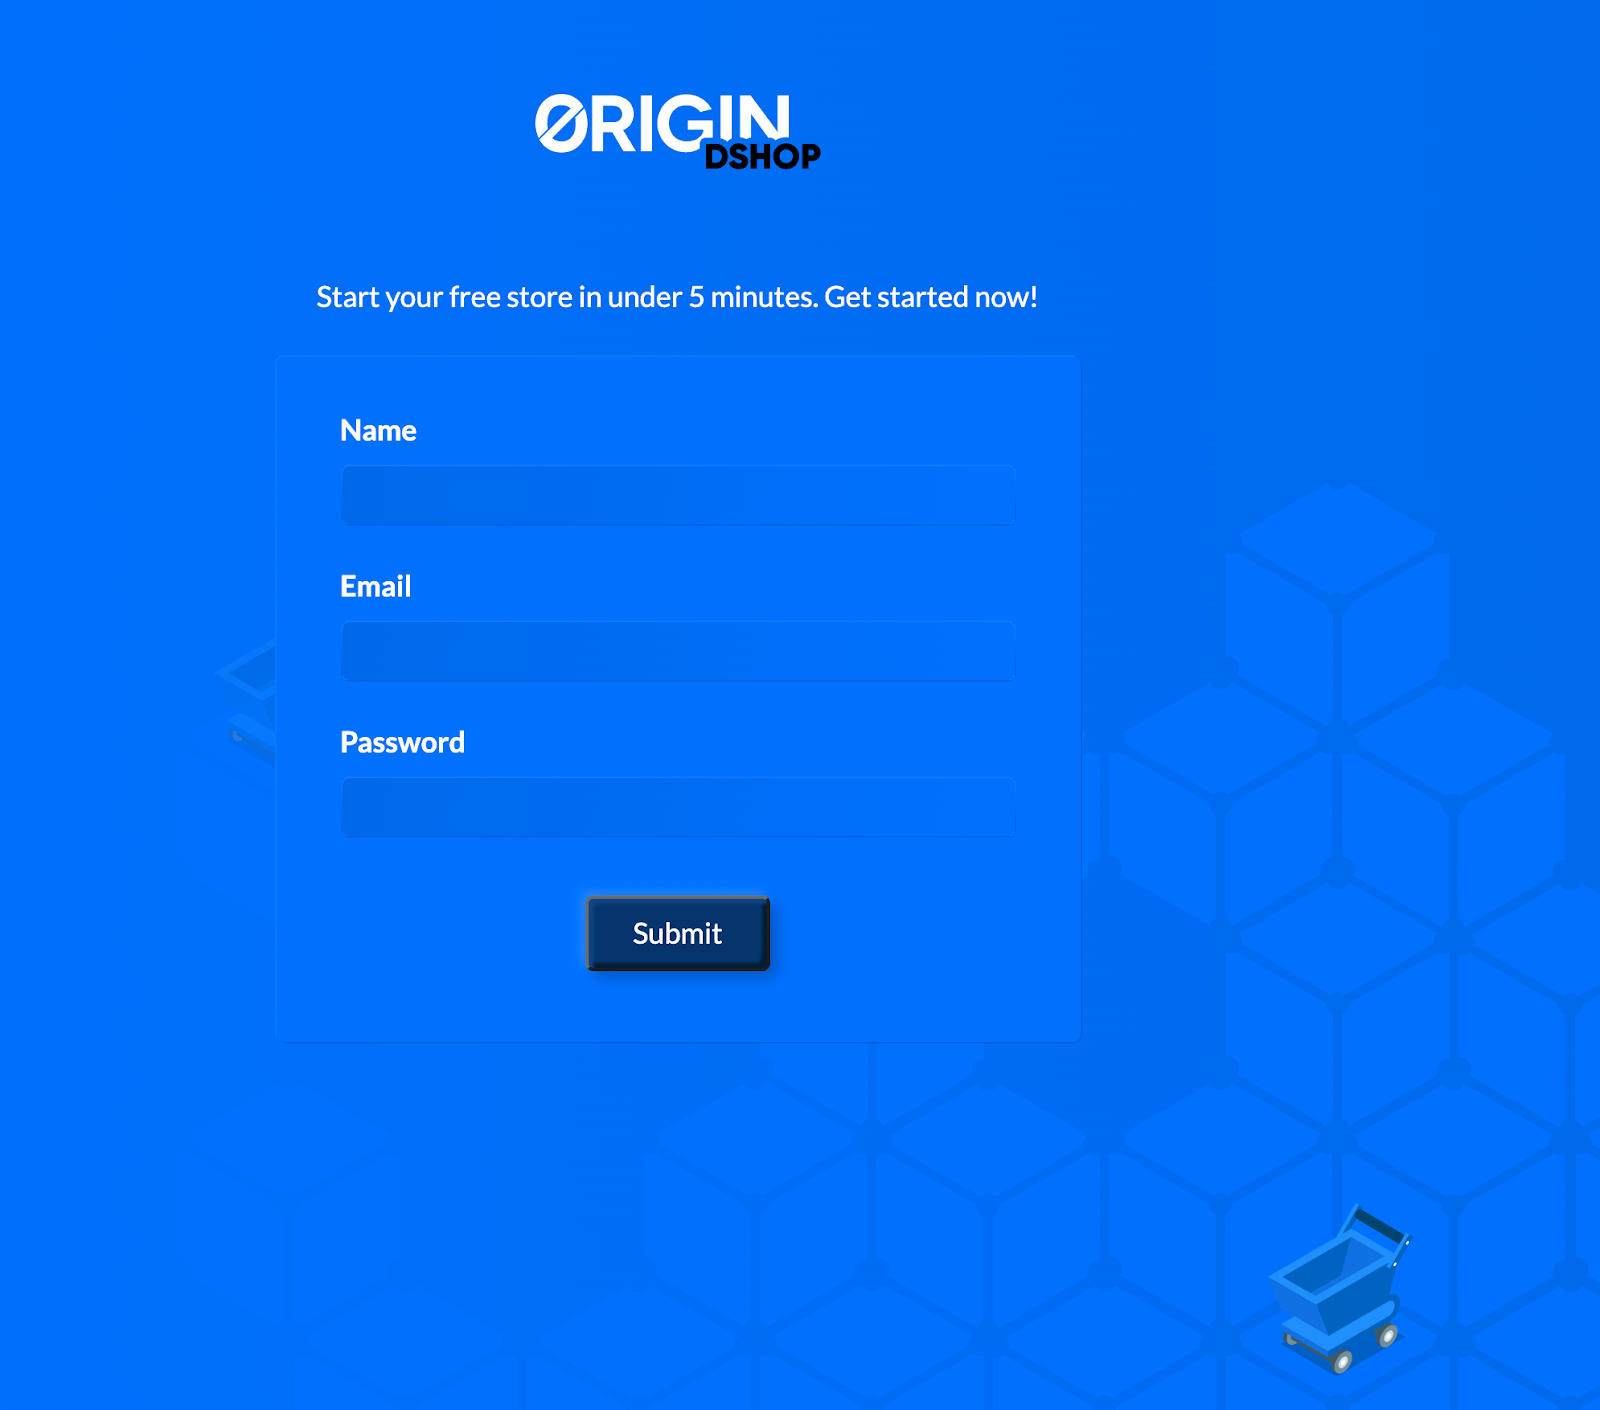 ØRIGIN
DSHOP
Start your free store in under 5 minutes. Get started now!
Name
Email
Password
Submit